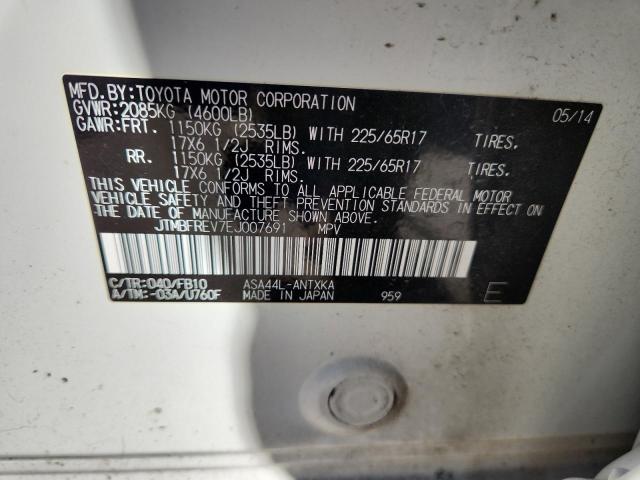 MFD.BY:TOYOTA MOTOR CORPORATION 05/14
GVWR:2085KG (4600LB)
GAWR:FRT. 1150KG (2535LB) WITH 225/65R17 TIRES.
17X6 1/2J RIMS.
RR. 1150KG (2535LB) WITH 225/65R17 TIRES.
17X6 1/2J RIMS.
THIS VEHICLE CONFORMS TO ALL APPLICABLE FEDERAL MOTOR
VEHICLE SAFETY AND THEFT PREVENTION STANDARDS IN EFFECT ON
THE DATE OF MANUFACTURE SHOWN ABOVE.
JTMBFREV7EJ007691 MPV
C/TR:040/FB10 ASA44L-ANTXKA
A/TM:-03A/U760F MADE IN JAPAN 959 E